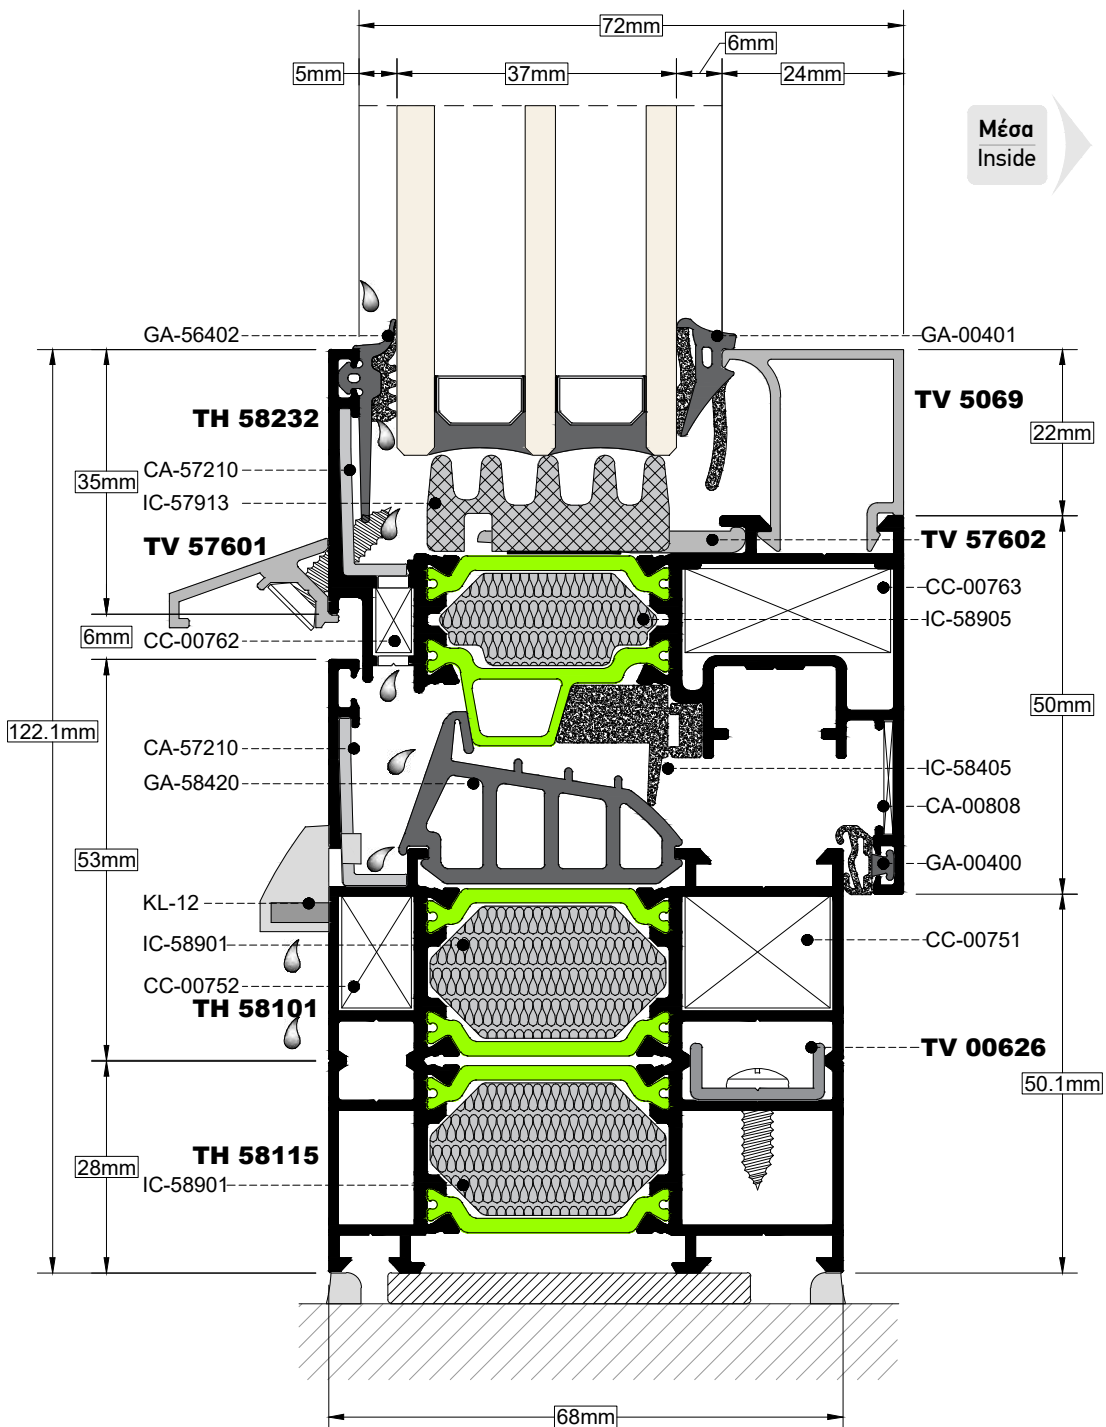 72mm
6mm
5mm
37mm
24mm
Μέσα
Inside
GA-56402
GA-00401
TV 5069
TH 58232
22mm
CA-57210
35mm
IC-57913
TV 57601
TV 57602
CC-00763
IC-58905
6mm
CC-00762
50mm
122.1mm
CA-57210
IC-58405
GA-58420
CA-00808
53mm
GA-00400
KL-12
CC-00751
IC-58901
CC-00752
TH 58101
TV 00626
50.1mm
TH 58115
28mm
IC-58901
68mm